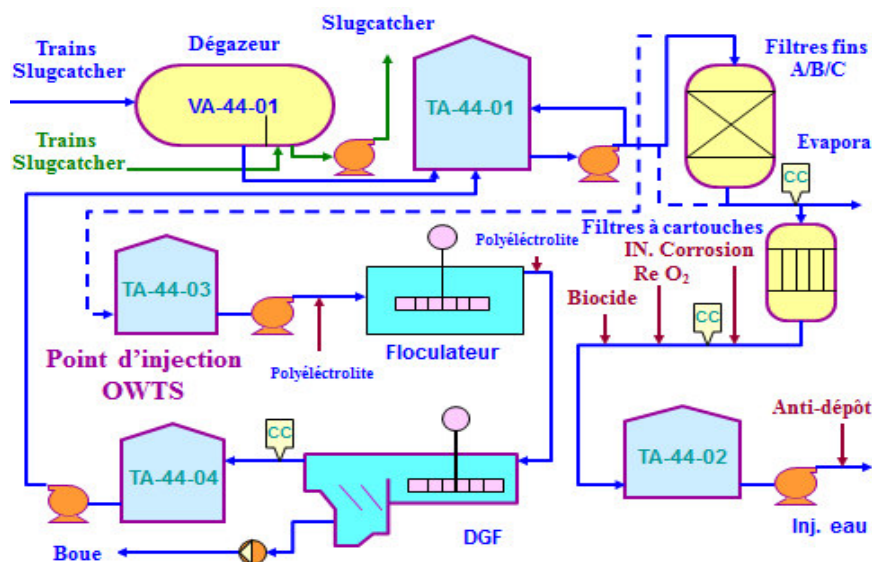 Slugcatcher
Trains
Slugcatcher
Dégazeur
Filtres fins
A/B/C
VA-44-01
TA-44-01
Trains
Slugcatcher
Evapora
CC
Filtres à cartouches
Polyéléctrolite
IN. Corrosion
Re O₂
Biocide
TA-44-03
CC
Point d’injection
OWTS
Polyéléctrolite
Floculateur
Anti-dépôt
CC
TA-44-04
TA-44-02
DGF
Inj. eau
Boue